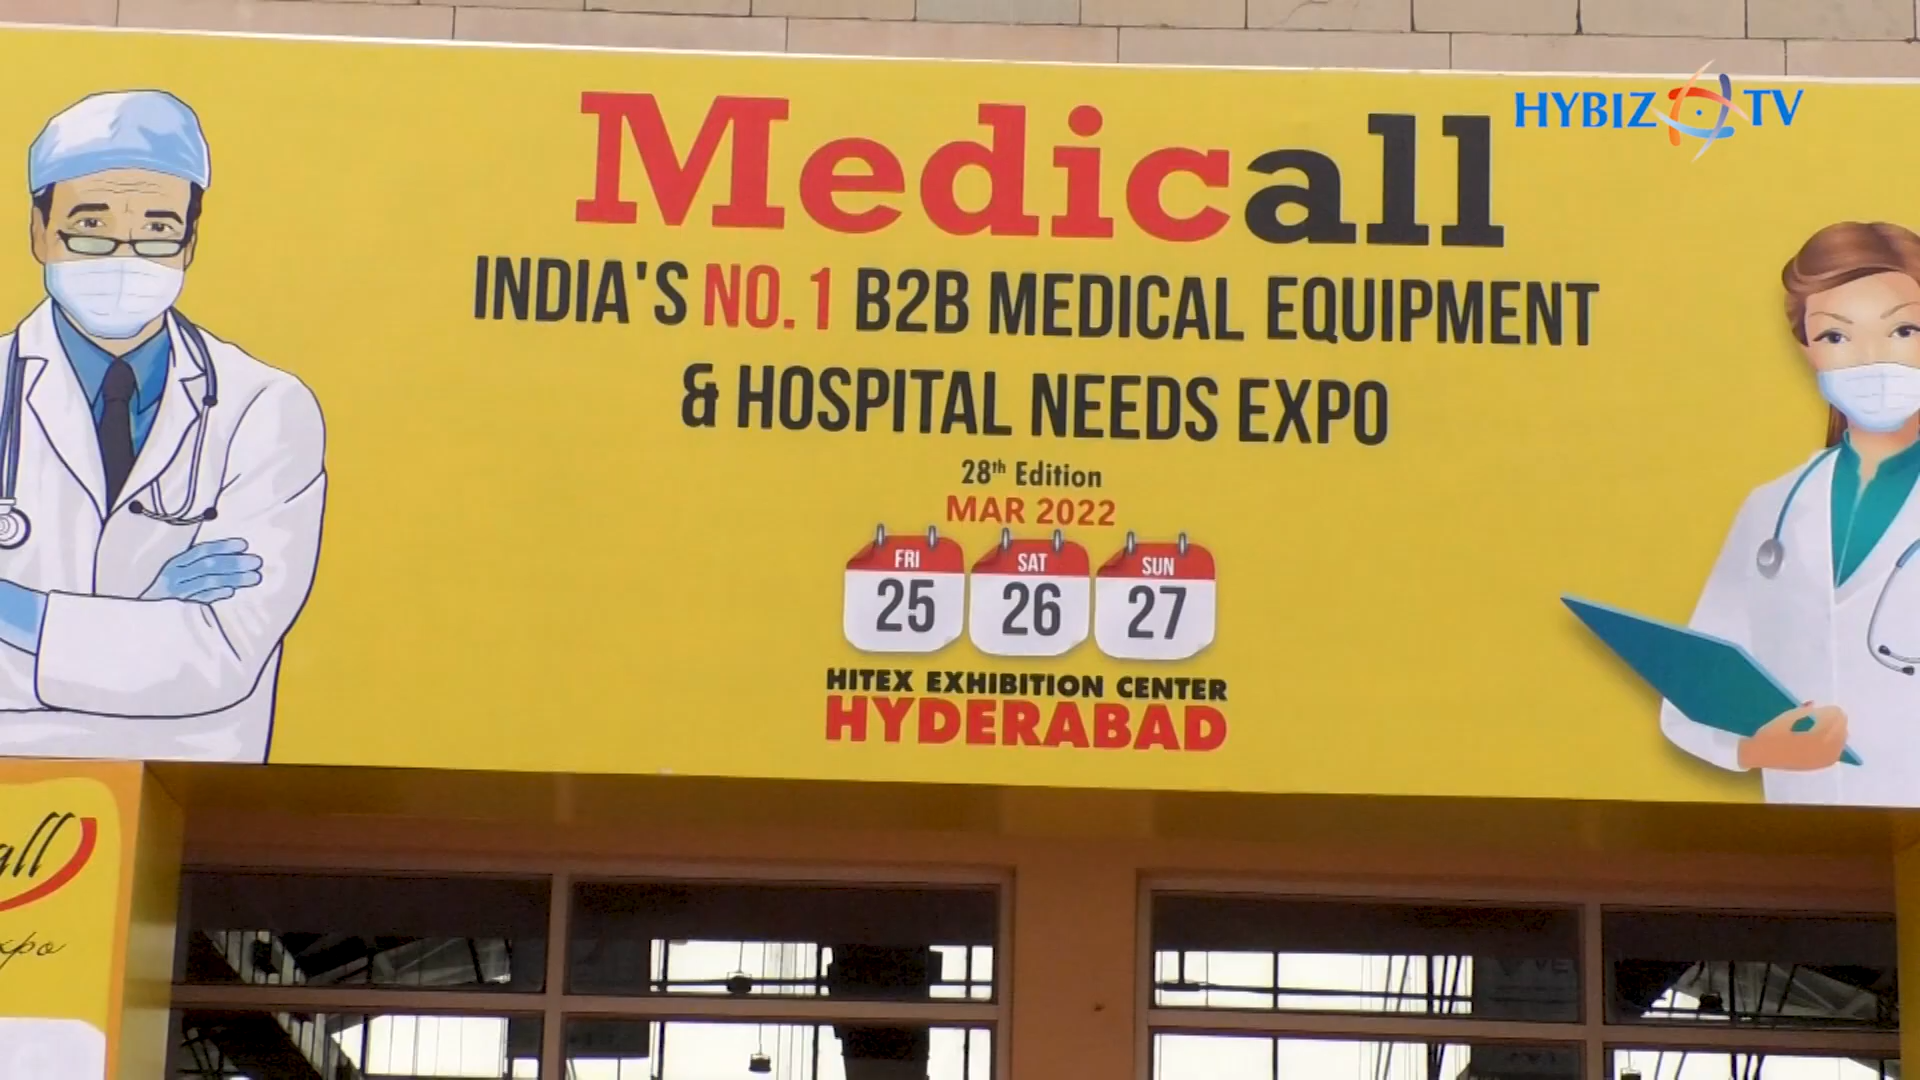 HYBIZ TV
Medicall
INDIA'S NO.1 B2B MEDICAL EQUIPMENT
& HOSPITAL NEEDS EXPO
28th Edition
MAR 2022
FRI SAT SUN
25 26 27
HITEX EXHIBITION CENTER
HYDERABAD